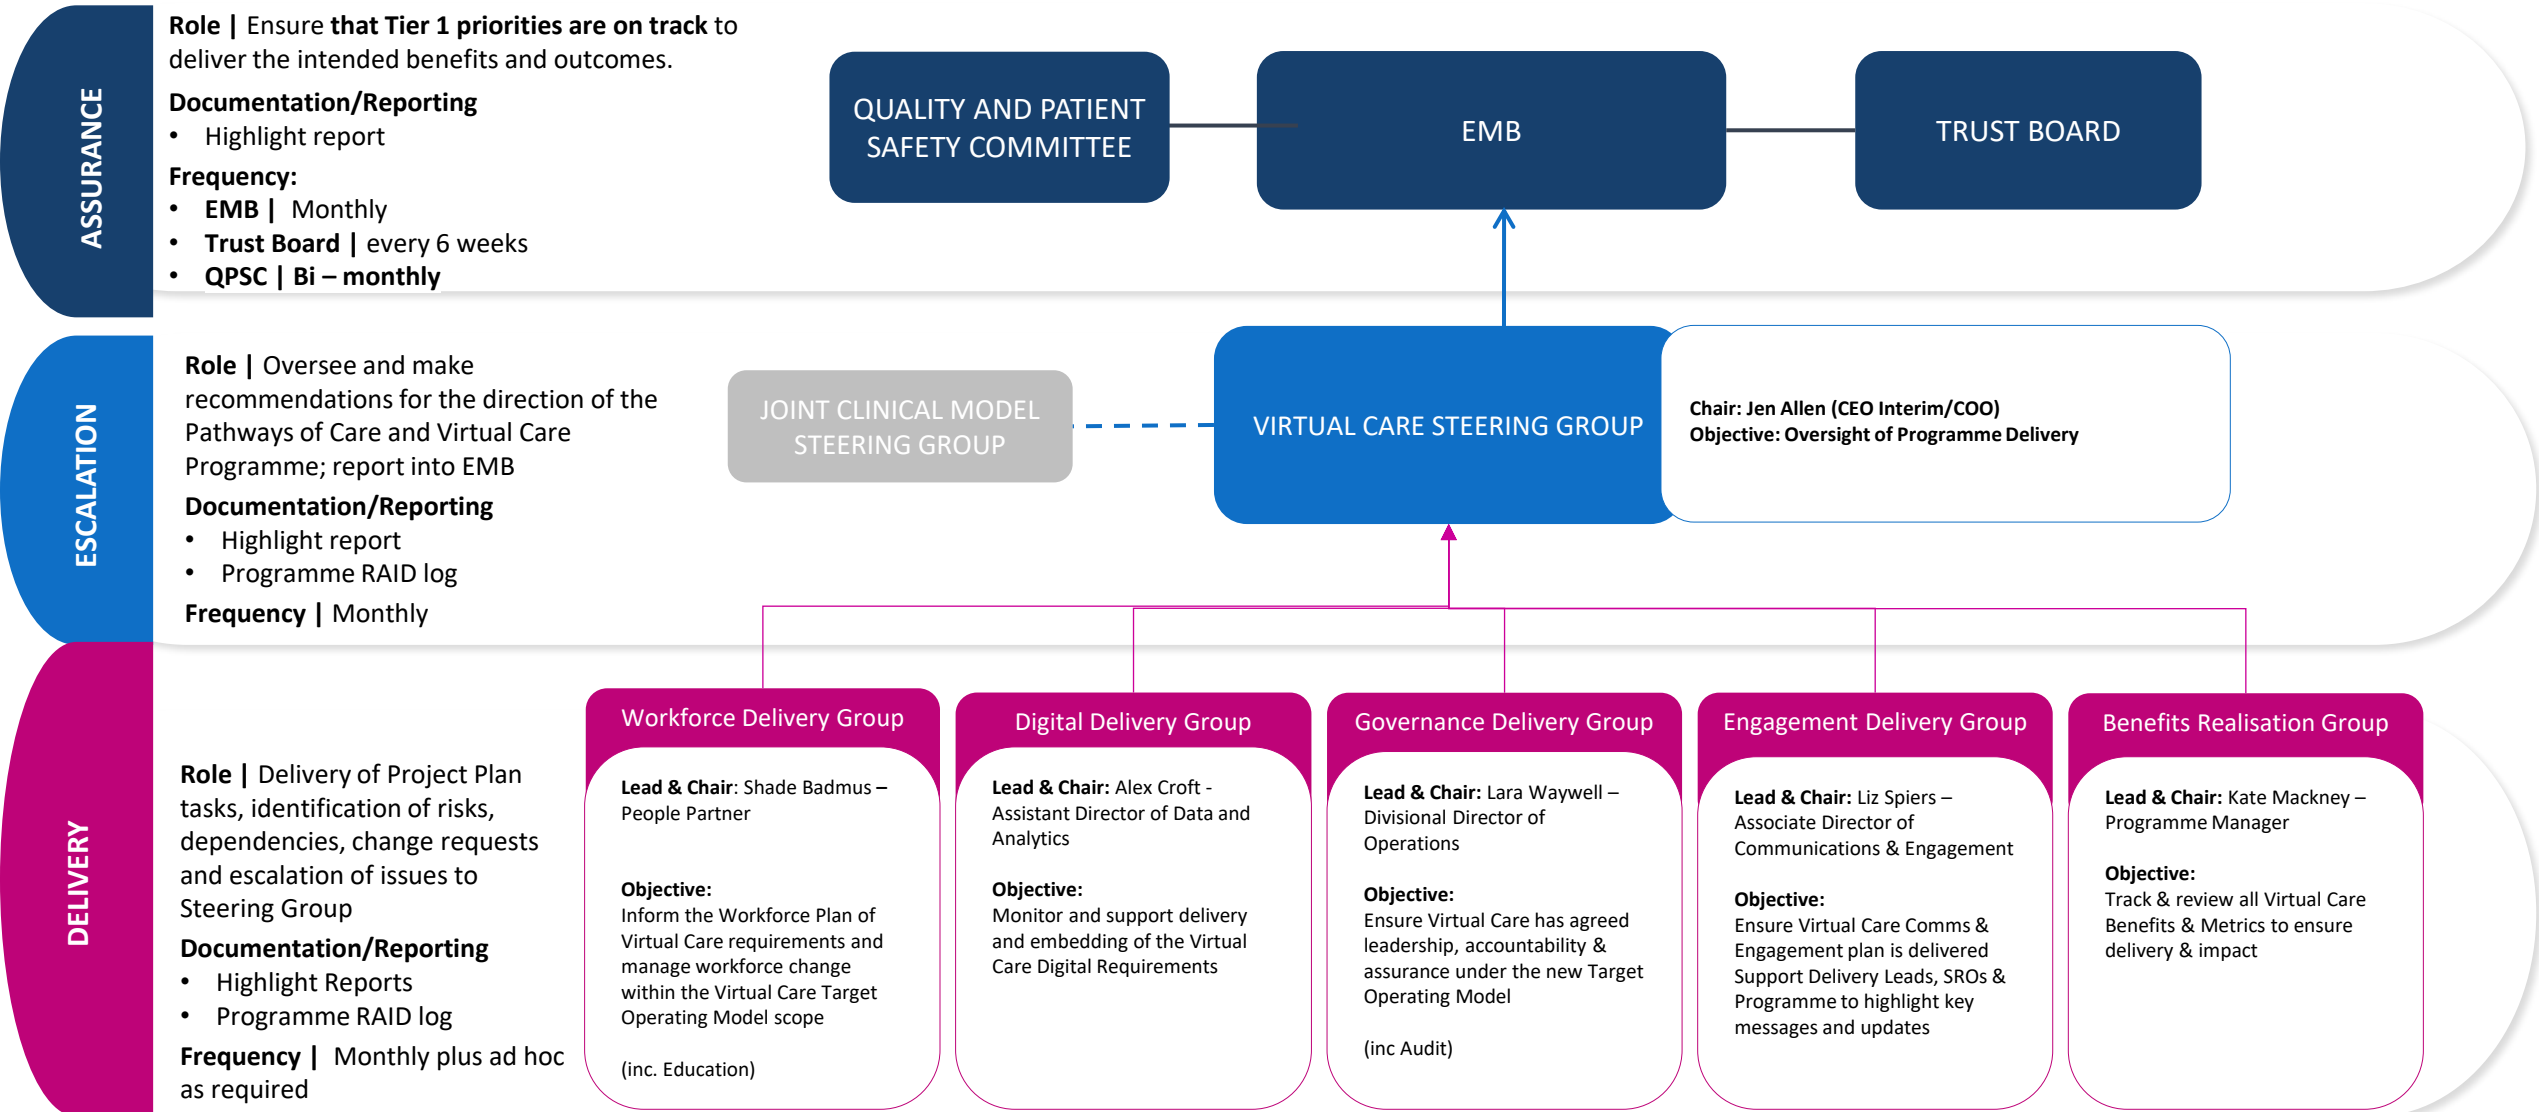 ASSURANCE
Role | Ensure that Tier 1 priorities are on track to
deliver the intended benefits and outcomes.
Documentation/Reporting
• Highlight report
Frequency:
• EMB | Monthly
• Trust Board | every 6 weeks
• QPSC | Bi – monthly
QUALITY AND PATIENT
SAFETY COMMITTEE
EMB
TRUST BOARD
ESCALATION
Role | Oversee and make
recommendations for the direction of the
Pathways of Care and Virtual Care
Programme; report into EMB
Documentation/Reporting
• Highlight report
• Programme RAID log
Frequency | Monthly
JOINT CLINICAL MODEL
STEERING GROUP
VIRTUAL CARE STEERING GROUP
Chair: Jen Allen (CEO Interim/COO)
Objective: Oversight of Programme Delivery
DELIVERY
Role | Delivery of Project Plan
tasks, identification of risks,
dependencies, change requests
and escalation of issues to
Steering Group
Documentation/Reporting
• Highlight Reports
• Programme RAID log
Frequency | Monthly plus ad hoc
as required
Workforce Delivery Group
Lead & Chair: Shade Badmus –
People Partner
Objective:
Inform the Workforce Plan of
Virtual Care requirements and
manage workforce change
within the Virtual Care Target
Operating Model scope
(inc. Education)
Digital Delivery Group
Lead & Chair: Alex Croft -
Assistant Director of Data and
Analytics
Objective:
Monitor and support delivery
and embedding of the Virtual
Care Digital Requirements
Governance Delivery Group
Lead & Chair: Lara Waywell –
Divisional Director of
Operations
Objective:
Ensure Virtual Care has agreed
leadership, accountability &
assurance under the new Target
Operating Model
(inc Audit)
Engagement Delivery Group
Lead & Chair: Liz Spiers –
Associate Director of
Communications & Engagement
Objective:
Ensure Virtual Care Comms &
Engagement plan is delivered
Support Delivery Leads, SROs &
Programme to highlight key
messages and updates
Benefits Realisation Group
Lead & Chair: Kate Mackney –
Programme Manager
Objective:
Track & review all Virtual Care
Benefits & Metrics to ensure
delivery & impact